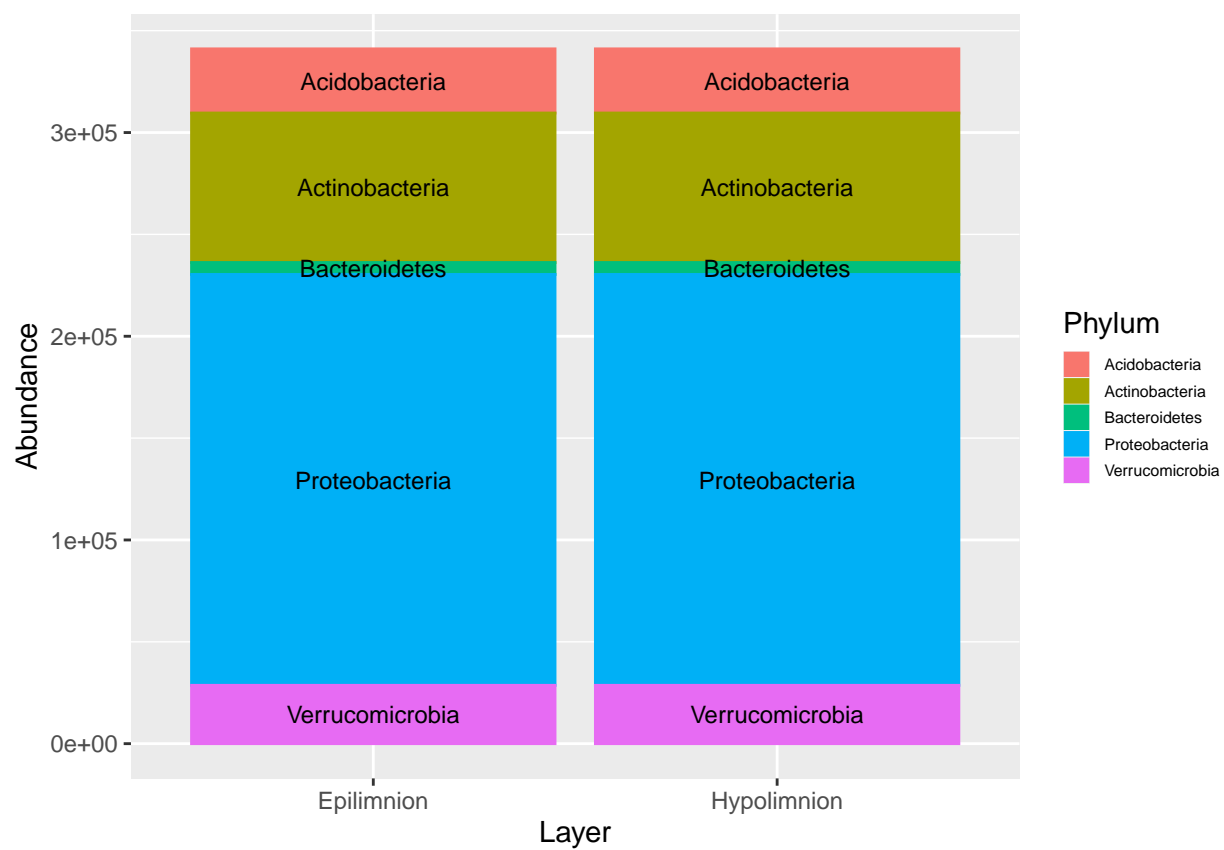 Abundance
3e+05
2e+05
1e+05
0e+00
Acidobacteria
Actinobacteria
Bacteroidetes
Proteobacteria
Verrucomicrobia
Acidobacteria
Actinobacteria
Bacteroidetes
Proteobacteria
Verrucomicrobia
Epilimnion
Hypolimnion
Layer
Phylum
Acidobacteria
Actinobacteria
Bacteroidetes
Proteobacteria
Verrucomicrobia